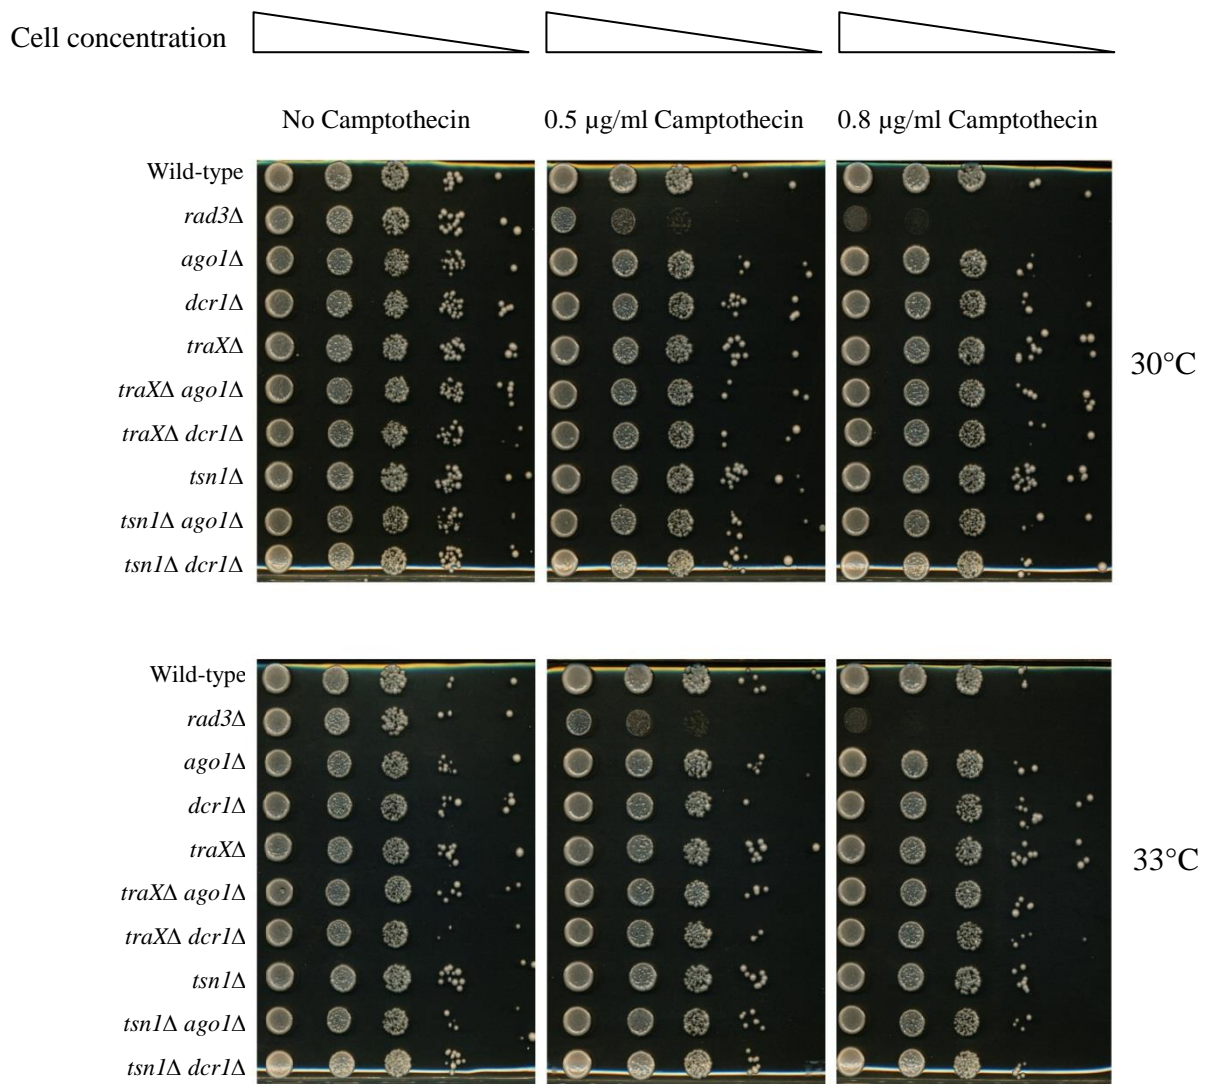 Cell concentration
No Camptothecin 0.5 µg/ml Camptothecin 0.8 µg/ml Camptothecin
Wild-type
rad3Δ
ago1Δ
dcr1Δ
traXΔ
traXΔ ago1Δ
traXΔ dcr1Δ
tsn1Δ
tsn1Δ ago1Δ
tsn1Δ dcr1Δ
30°C
Wild-type
rad3Δ
ago1Δ
dcr1Δ
traXΔ
traXΔ ago1Δ
traXΔ dcr1Δ
tsn1Δ
tsn1Δ ago1Δ
tsn1Δ dcr1Δ
33°C